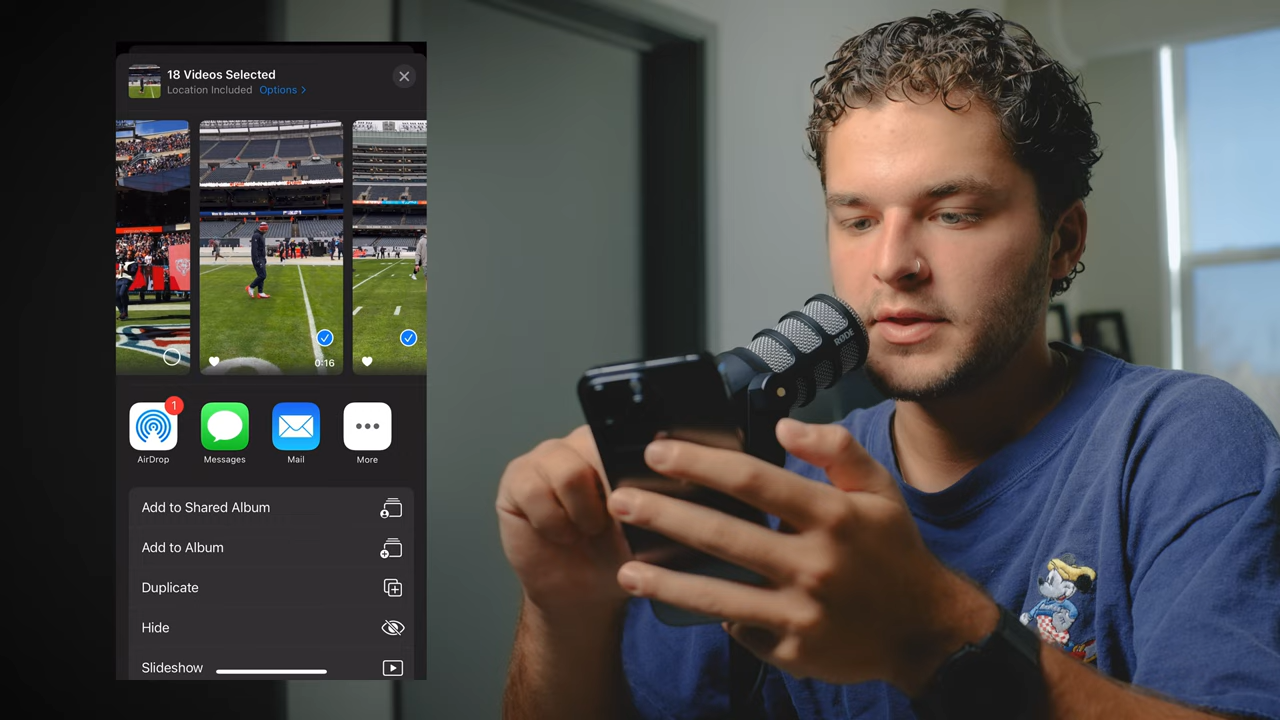 18 Videos Selected
Location Included Options >
0:16
1
AirDrop
Messages
Mail
More
RØDE
Add to Shared Album
Add to Album
Duplicate
Hide
Slideshow